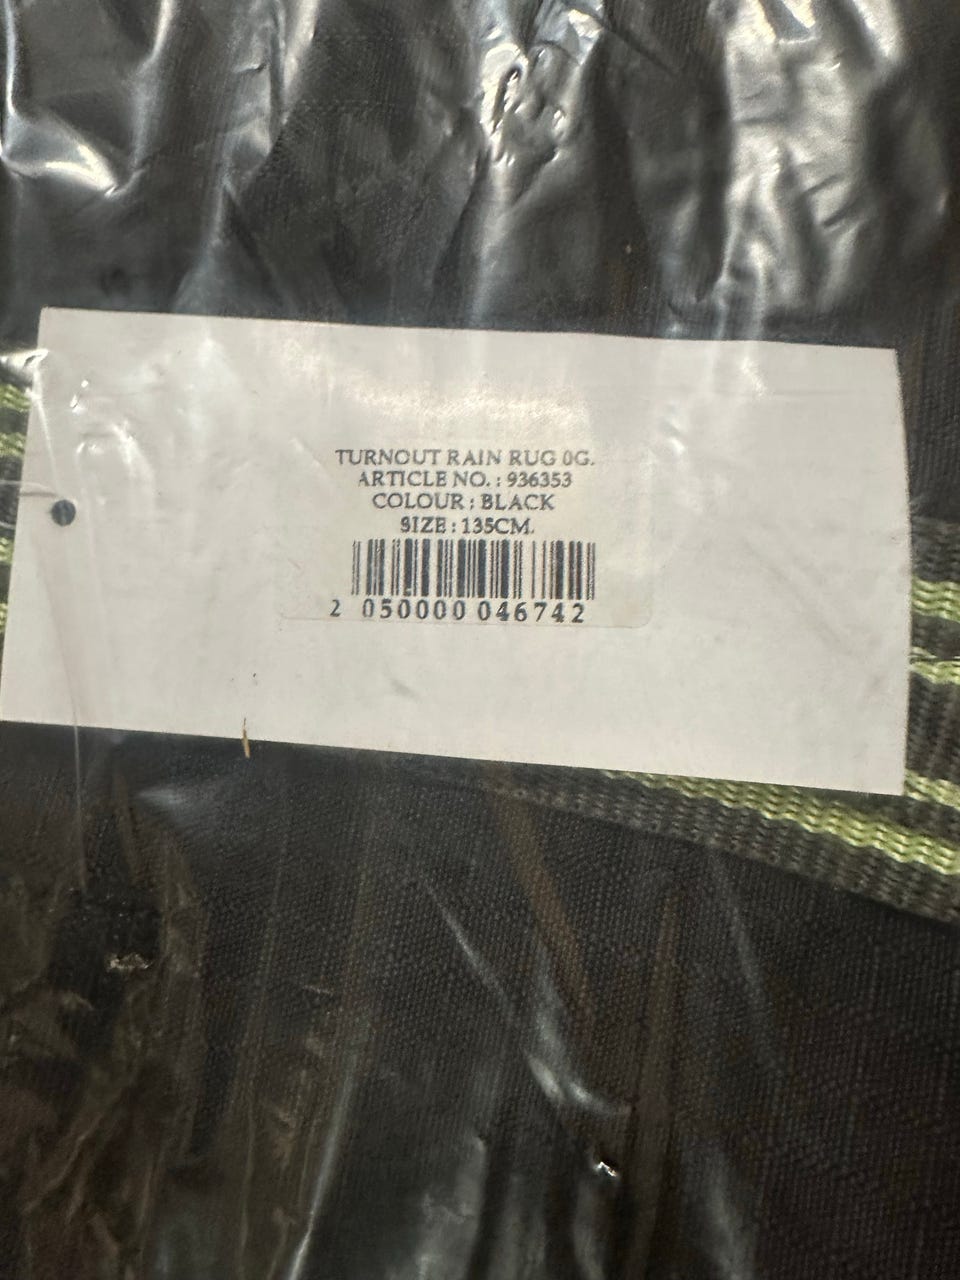 TURNOUT RAIN RUG 0G.
ARTICLE NO. : 936353
COLOUR : BLACK
SIZE : 135CM.
2 050000 046742